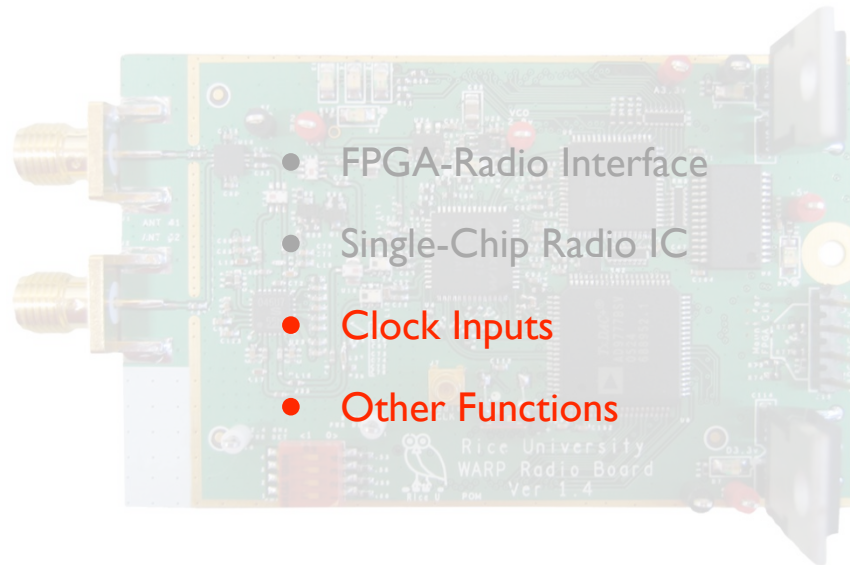 • FPGA-Radio Interface
• Single-Chip Radio IC
• Clock Inputs
• Other Functions
Rice University
WARP Radio Board
Ver 1.4